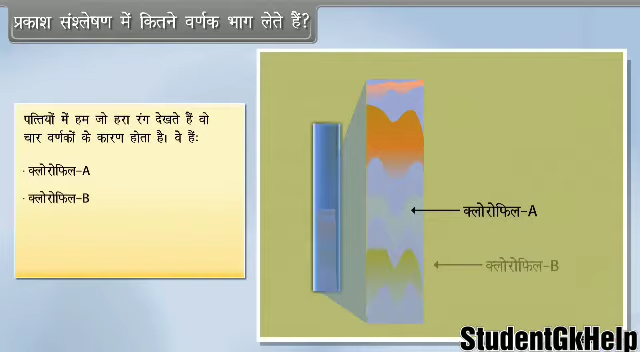 प्रकाश संश्लेषण में कितने वर्णक भाग लेते हैं?
पत्तियों में हम जो हरा रंग देखते हैं वो
चार वर्णकों के कारण होता है। वे हैं:
· क्लोरोफिल-A
· क्लोरोफिल-B
क्लोरोफिल-A
क्लोरोफिल-B
StudentGkHelp